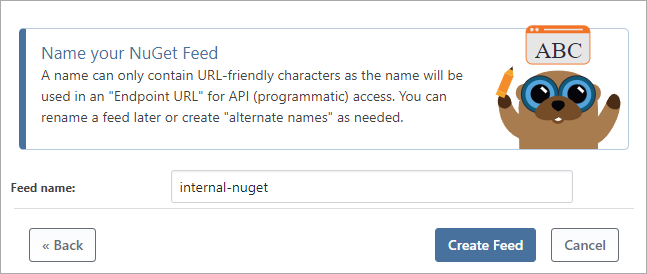 Name your NuGet Feed
A name can only contain URL-friendly characters as the name will be
used in an "Endpoint URL" for API (programmatic) access. You can
rename a feed later or create "alternate names" as needed.
ABC
Feed name:
internal-nuget
« Back
Create Feed
Cancel